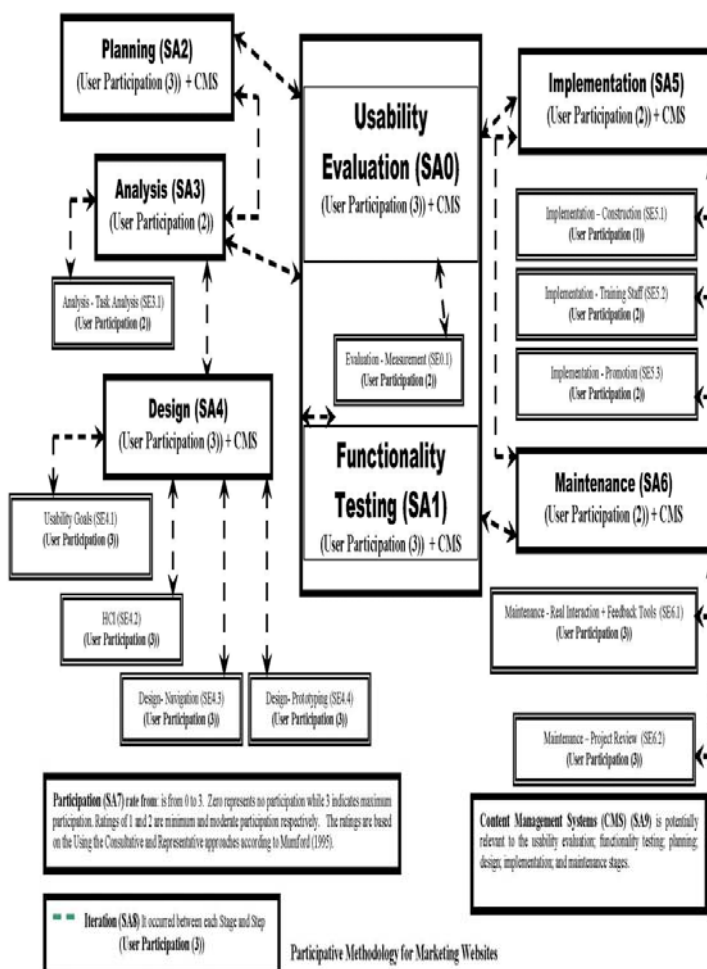 Planning (SA2)
(User Participation (3)) + CMS
Usability
Evaluation (SA0)
(User Participation (3)) + CMS
Implementation (SA5)
(User Participation (2)) + CMS
Analysis (SA3)
(User Participation (2))
Implementation – Construction (SE5.1)
(User Participation (1))
Analysis - Task Analysis (SE3.1)
(User Participation (2))
Implementation - Training Staff (SE5.2)
(User Participation (2))
Evaluation - Measurement (SE0.1)
(User Participation (2))
Implementation - Promotion (SE5.3)
(User Participation (2))
Design (SA4)
(User Participation (3)) + CMS
Functionality
Testing (SA1)
(User Participation (3)) + CMS
Maintenance (SA6)
(User Participation (2)) + CMS
Usability Goals (SE4.1)
(User Participation (3))
HCI (SE4.2)
(User Participation (3))
Maintenance - Real Interaction + Feedback Tools (SE6.1)
(User Participation (3))
Design- Navigation (SE4.3)
(User Participation (3))
Design- Prototyping (SE4.4)
(User Participation (3))
Maintenance – Project Review (SE6.2)
(User Participation (3))
Participation (SA7) rate from: is from 0 to 3. Zero represents no participation while 3 indicates maximum
participation. Ratings of 1 and 2 are minimum and moderate participation respectively. The ratings are based
on the Using the Consultative and Representative approaches according to Mumford (1995).
Content Management Systems (CMS) (SA9) is potentially
relevant to the usability evaluation; functionality testing; planning;
design; implementation; and maintenance stages.
Iteration (SA8) It occurred between each Stage and Step
(User Participation (3))
Participative Methodology for Marketing Websites